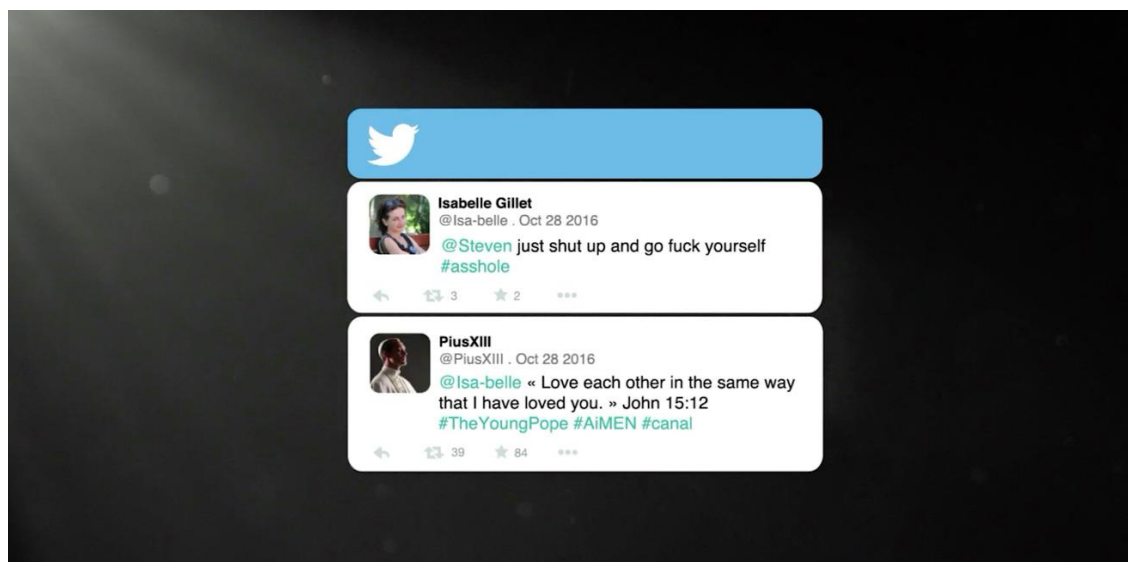 Isabelle Gillet
@Isa-belle . Oct 28 2016
@Steven just shut up and go fuck yourself
#asshole
3 2
PiusXIII
@PiusXIII . Oct 28 2016
@Isa-belle « Love each other in the same way
that I have loved you. » John 15:12
#TheYoungPope #AiMEN #canal
39 84